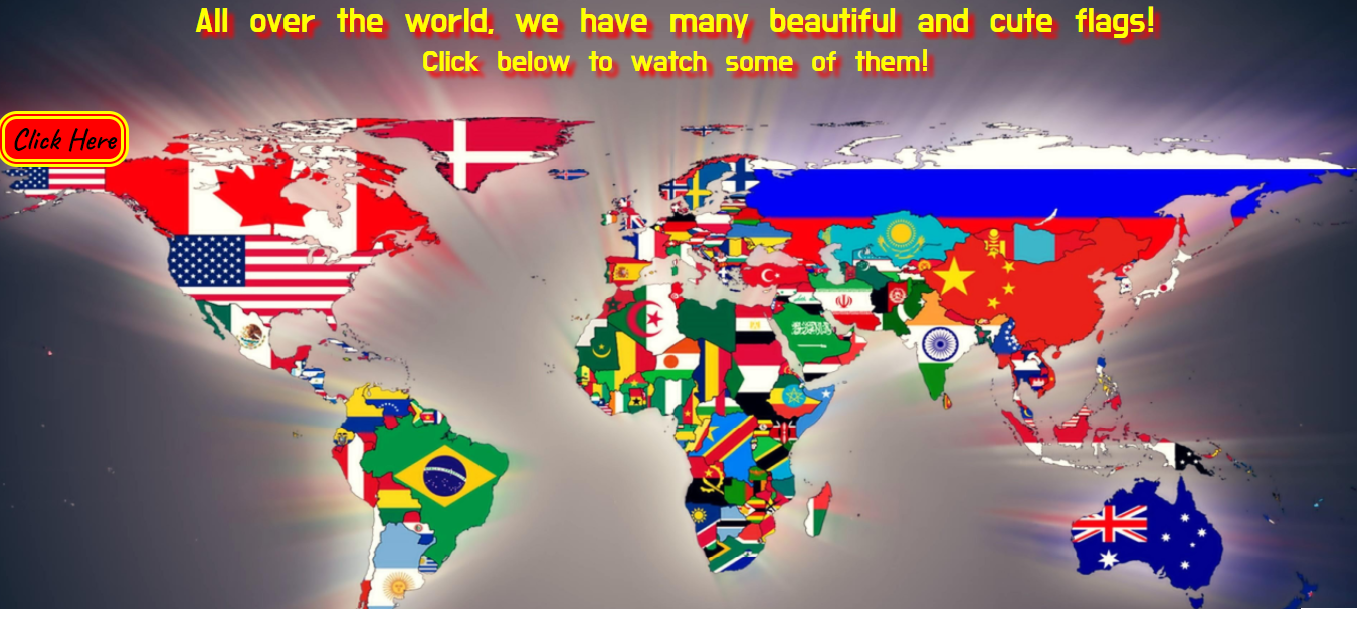 All over the world, we have many beautiful and cute flags!
Click below to watch some of them!
Click Here